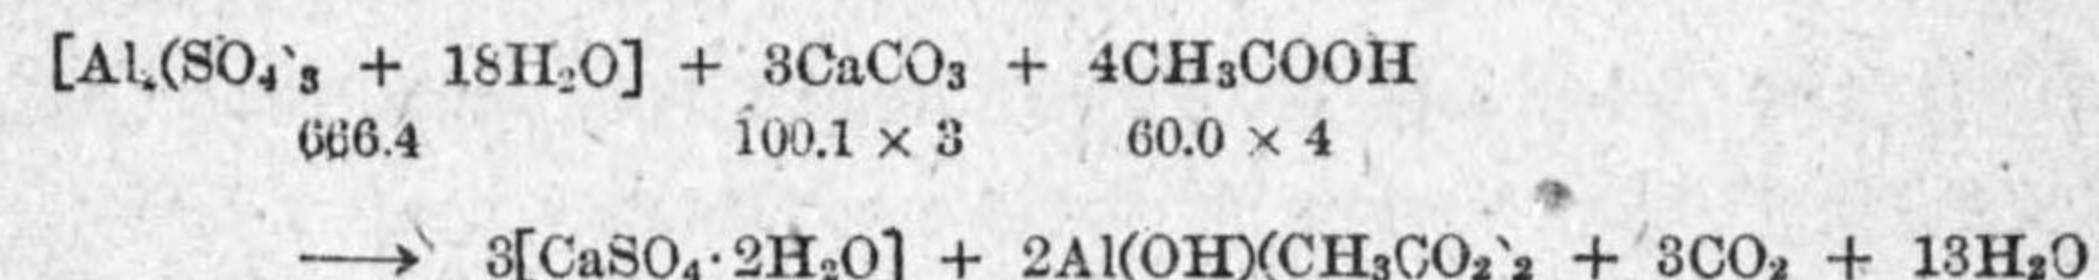 [Al₂(SO₄)₃ + 18H₂O] + 3CaCO₃ + 4CH₃COOH
666.4 100.1 × 3 60.0 × 4
⟶ 3[CaSO₄·2H₂O] + 2Al(OH)(CH₃CO₂)₂ + 3CO₂ + 13H₂O